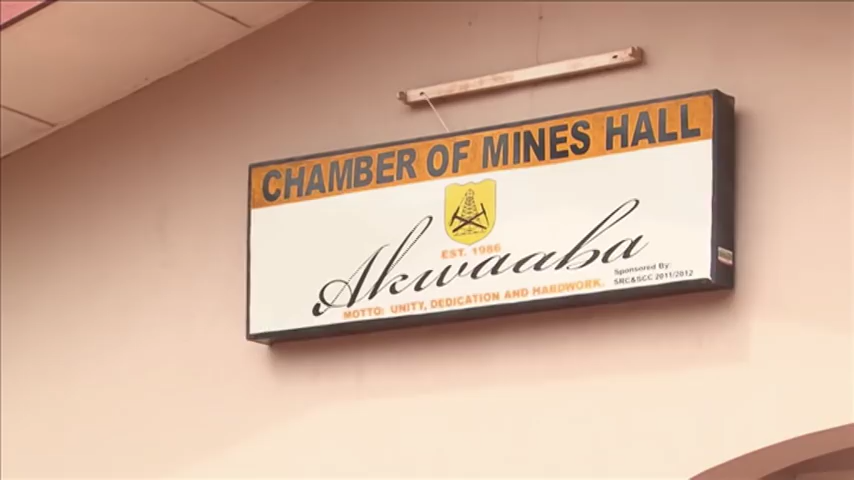 CHAMBER OF MINES HALL
EST. 1986
Akwaaba
Sponsored By:
SRC&SCC 2011/2012
MOTTO: UNITY, DEDICATION AND HARDWORK.